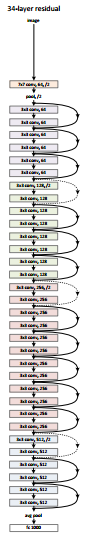 34-layer residual
image
7x7 conv, 64, /2
pool, /2
3x3 conv, 64
3x3 conv, 64
3x3 conv, 64
3x3 conv, 64
3x3 conv, 64
3x3 conv, 64
3x3 conv, 128, /2
3x3 conv, 128
3x3 conv, 128
3x3 conv, 128
3x3 conv, 128
3x3 conv, 128
3x3 conv, 128
3x3 conv, 128
3x3 conv, 256, /2
3x3 conv, 256
3x3 conv, 256
3x3 conv, 256
3x3 conv, 256
3x3 conv, 256
3x3 conv, 256
3x3 conv, 256
3x3 conv, 256
3x3 conv, 256
3x3 conv, 256
3x3 conv, 256
3x3 conv, 512, /2
3x3 conv, 512
3x3 conv, 512
3x3 conv, 512
3x3 conv, 512
3x3 conv, 512
avg pool
fc 1000